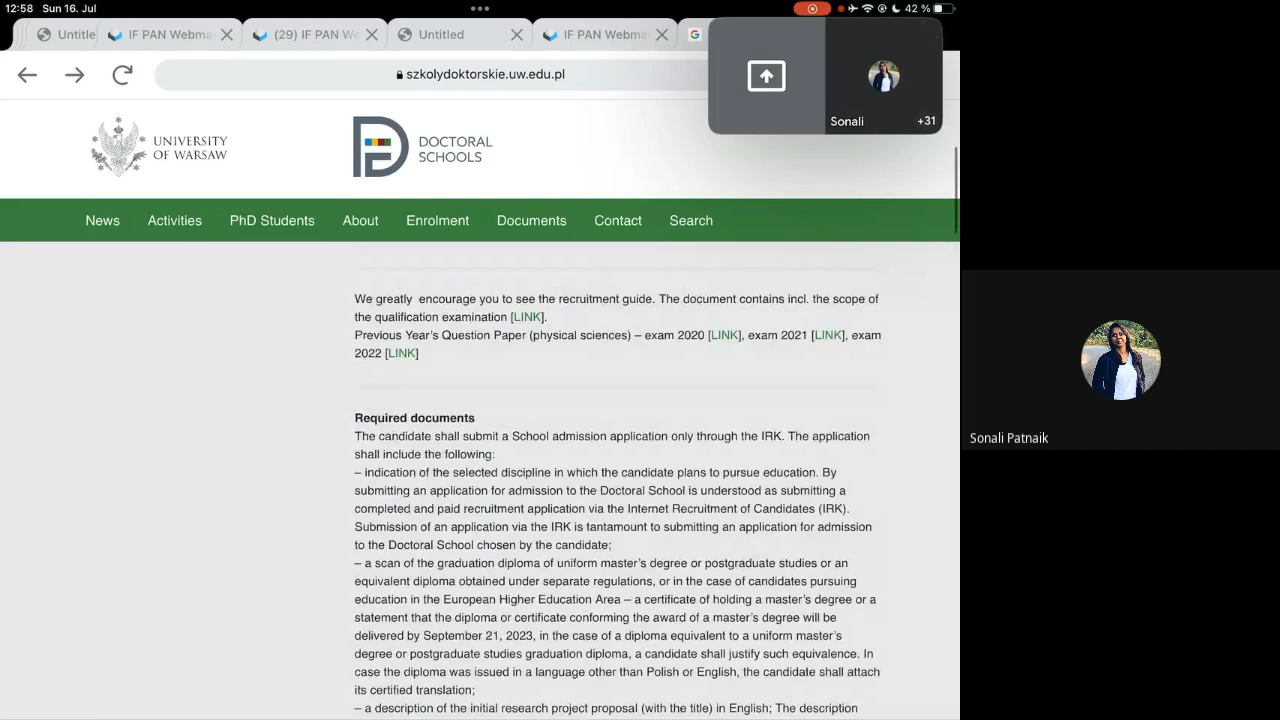 12:58 Sun 16. Jul
42 %
Untitle
IF PAN Webma
(29) IF PAN We
Untitled
IF PAN Webma
szkolydoktorskie.uw.edu.pl
Sonali +31
UNIVERSITY
OF WARSAW
DOCTORAL
SCHOOLS
News Activities PhD Students About Enrolment Documents Contact Search
We greatly encourage you to see the recruitment guide. The document contains incl. the scope of
the qualification examination [LINK].
Previous Year's Question Paper (physical sciences) – exam 2020 [LINK], exam 2021 [LINK], exam
2022 [LINK]
Required documents
The candidate shall submit a School admission application only through the IRK. The application
shall include the following:
– indication of the selected discipline in which the candidate plans to pursue education. By
submitting an application for admission to the Doctoral School is understood as submitting a
completed and paid recruitment application via the Internet Recruitment of Candidates (IRK).
Submission of an application via the IRK is tantamount to submitting an application for admission
to the Doctoral School chosen by the candidate;
– a scan of the graduation diploma of uniform master's degree or postgraduate studies or an
equivalent diploma obtained under separate regulations, or in the case of candidates pursuing
education in the European Higher Education Area – a certificate of holding a master's degree or a
statement that the diploma or certificate conforming the award of a master's degree will be
delivered by September 21, 2023, in the case of a diploma equivalent to a uniform master's
degree or postgraduate studies graduation diploma, a candidate shall justify such equivalence. In
case the diploma was issued in a language other than Polish or English, the candidate shall attach
its certified translation;
– a description of the initial research project proposal (with the title) in English; The description
Sonali Patnaik